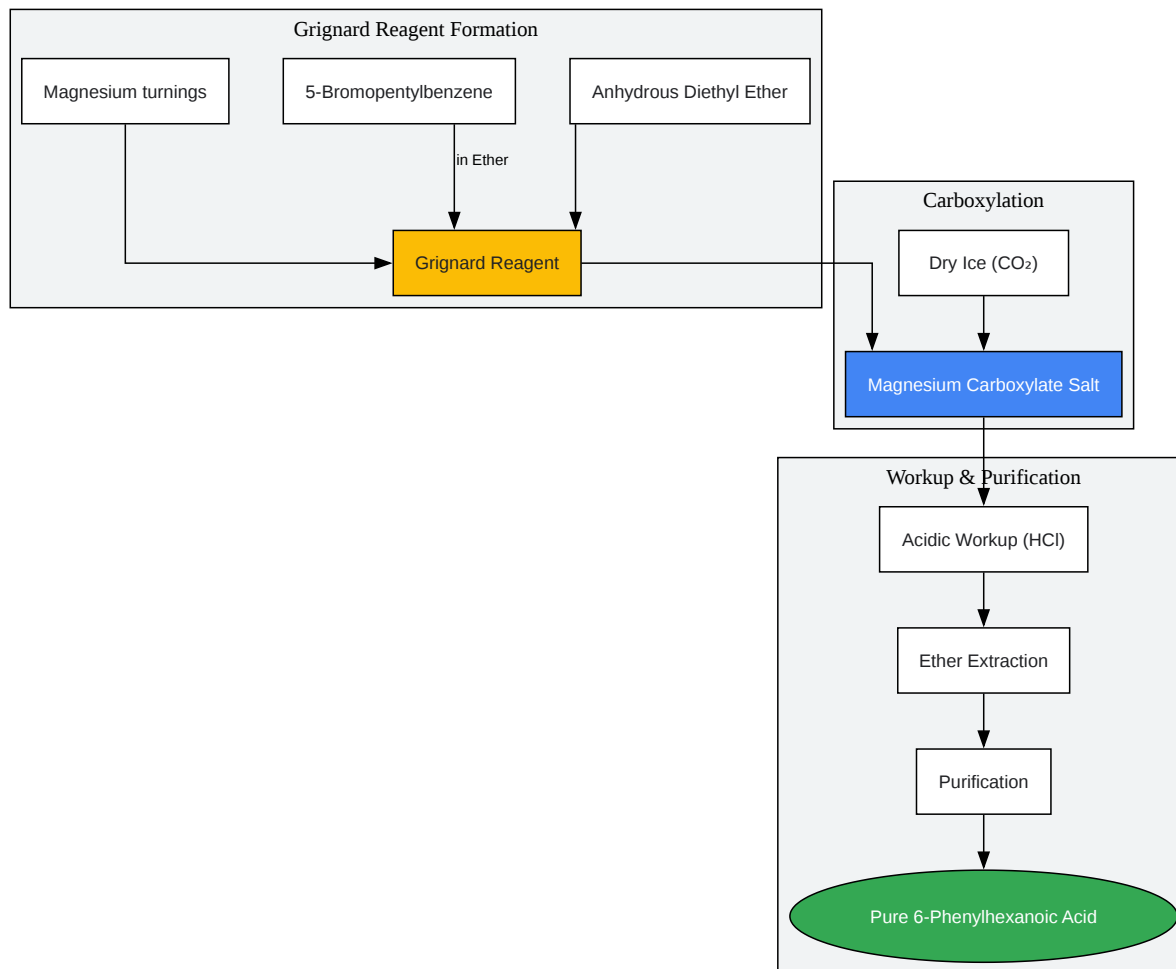 Grignard Reagent Formation
Magnesium turnings
5-Bromopentylbenzene
Anhydrous Diethyl Ether
in Ether
Grignard Reagent
Carboxylation
Dry Ice (CO₂)
Magnesium Carboxylate Salt
Workup & Purification
Acidic Workup (HCl)
Ether Extraction
Purification
Pure 6-Phenylhexanoic Acid